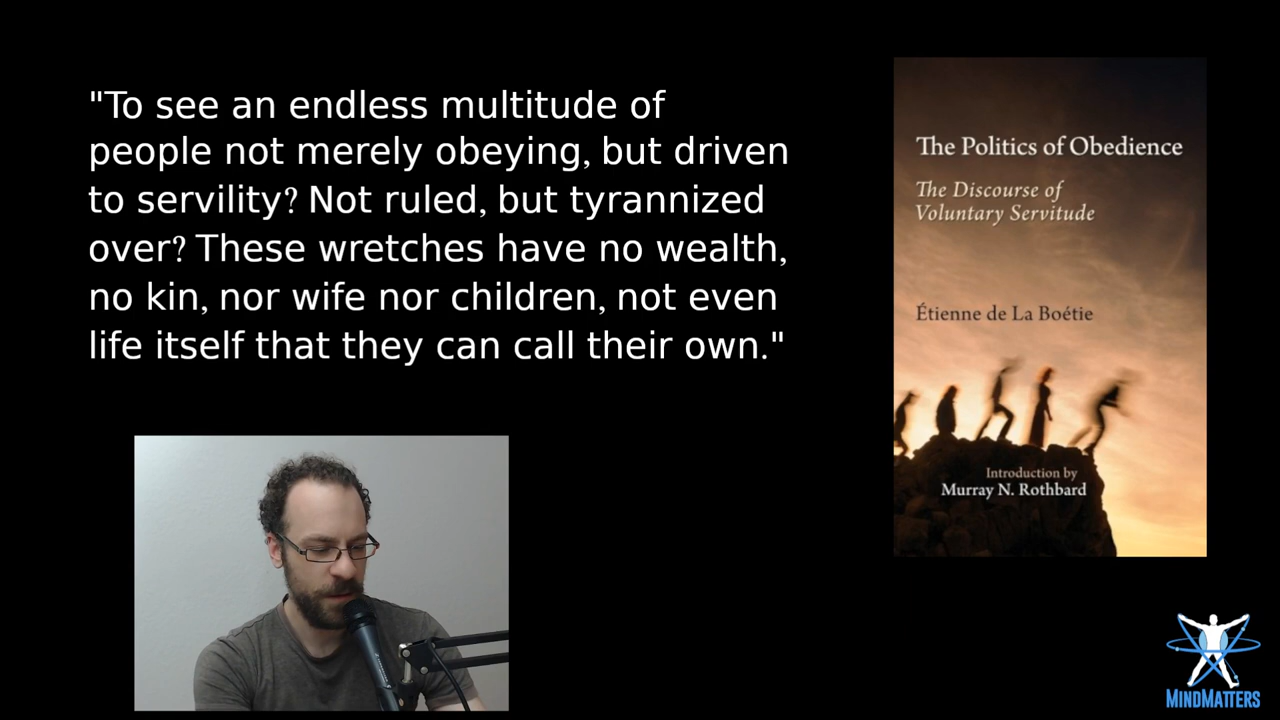 "To see an endless multitude of
people not merely obeying, but driven
to servility? Not ruled, but tyrannized
over? These wretches have no wealth,
no kin, nor wife nor children, not even
life itself that they can call their own."
The Politics of Obedience
The Discourse of
Voluntary Servitude
Étienne de La Boétie
Introduction by
Murray N. Rothbard
MINDMATTERS